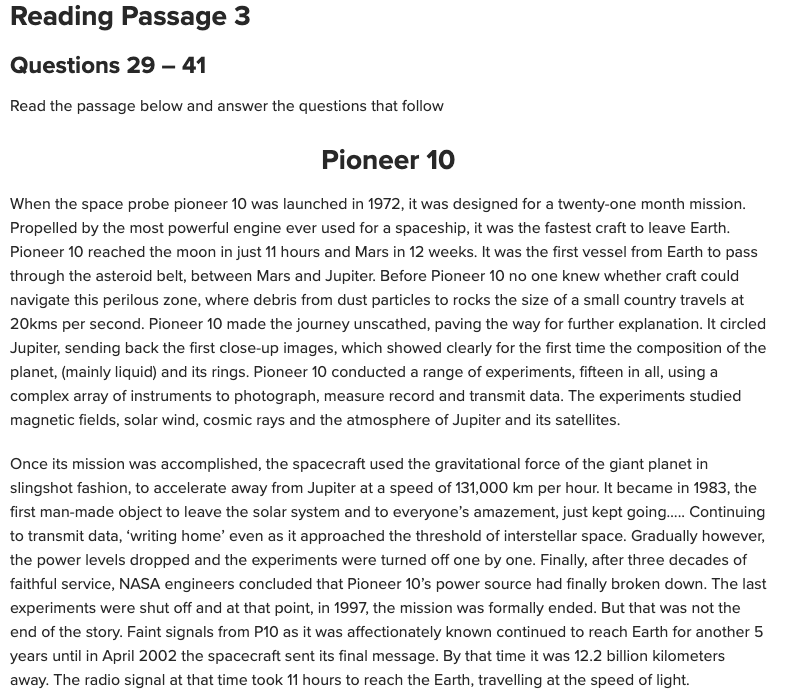 Reading Passage 3
Questions 29 – 41
Read the passage below and answer the questions that follow
Pioneer 10
When the space probe pioneer 10 was launched in 1972, it was designed for a twenty-one month mission.
Propelled by the most powerful engine ever used for a spaceship, it was the fastest craft to leave Earth.
Pioneer 10 reached the moon in just 11 hours and Mars in 12 weeks. It was the first vessel from Earth to pass
through the asteroid belt, between Mars and Jupiter. Before Pioneer 10 no one knew whether craft could
navigate this perilous zone, where debris from dust particles to rocks the size of a small country travels at
20kms per second. Pioneer 10 made the journey unscathed, paving the way for further explanation. It circled
Jupiter, sending back the first close-up images, which showed clearly for the first time the composition of the
planet, (mainly liquid) and its rings. Pioneer 10 conducted a range of experiments, fifteen in all, using a
complex array of instruments to photograph, measure record and transmit data. The experiments studied
magnetic fields, solar wind, cosmic rays and the atmosphere of Jupiter and its satellites.
Once its mission was accomplished, the spacecraft used the gravitational force of the giant planet in
slingshot fashion, to accelerate away from Jupiter at a speed of 131,000 km per hour. It became in 1983, the
first man-made object to leave the solar system and to everyone's amazement, just kept going..... Continuing
to transmit data, 'writing home' even as it approached the threshold of interstellar space. Gradually however,
the power levels dropped and the experiments were turned off one by one. Finally, after three decades of
faithful service, NASA engineers concluded that Pioneer 10's power source had finally broken down. The last
experiments were shut off and at that point, in 1997, the mission was formally ended. But that was not the
end of the story. Faint signals from P10 as it was affectionately known continued to reach Earth for another 5
years until in April 2002 the spacecraft sent its final message. By that time it was 12.2 billion kilometers
away. The radio signal at that time took 11 hours to reach the Earth, travelling at the speed of light.